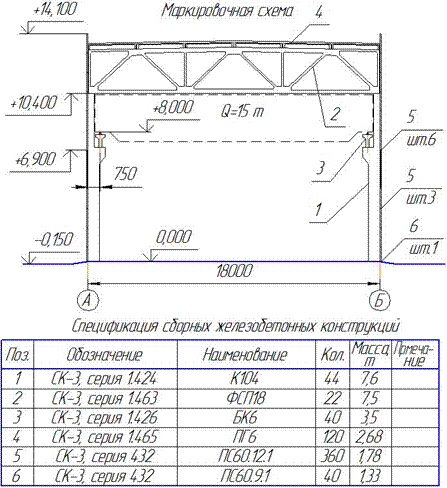 Маркировочная схема
+14,100
4
+10,400
+8,000
Q=15 т
2
5
шт.6
+6,900
3
750
5
шт.3
1
6
шт.1
-0,150
0,000
18000
А
Б
Спецификация сборных железобетонных конструкций
Поз. Обозначение Наименование Кол. Масса, т Примечание
1 СК-3, серия 1.424 К104 44 7,6
2 СК-3, серия 1.463 ФСП18 22 7,5
3 СК-3, серия 1.426 БК6 40 3,5
4 СК-3, серия 1.465 ПГ6 120 2,68
5 СК-3, серия 432 ПС60.12.1 360 1,78
6 СК-3, серия 432 ПС60.9.1 40 1,33